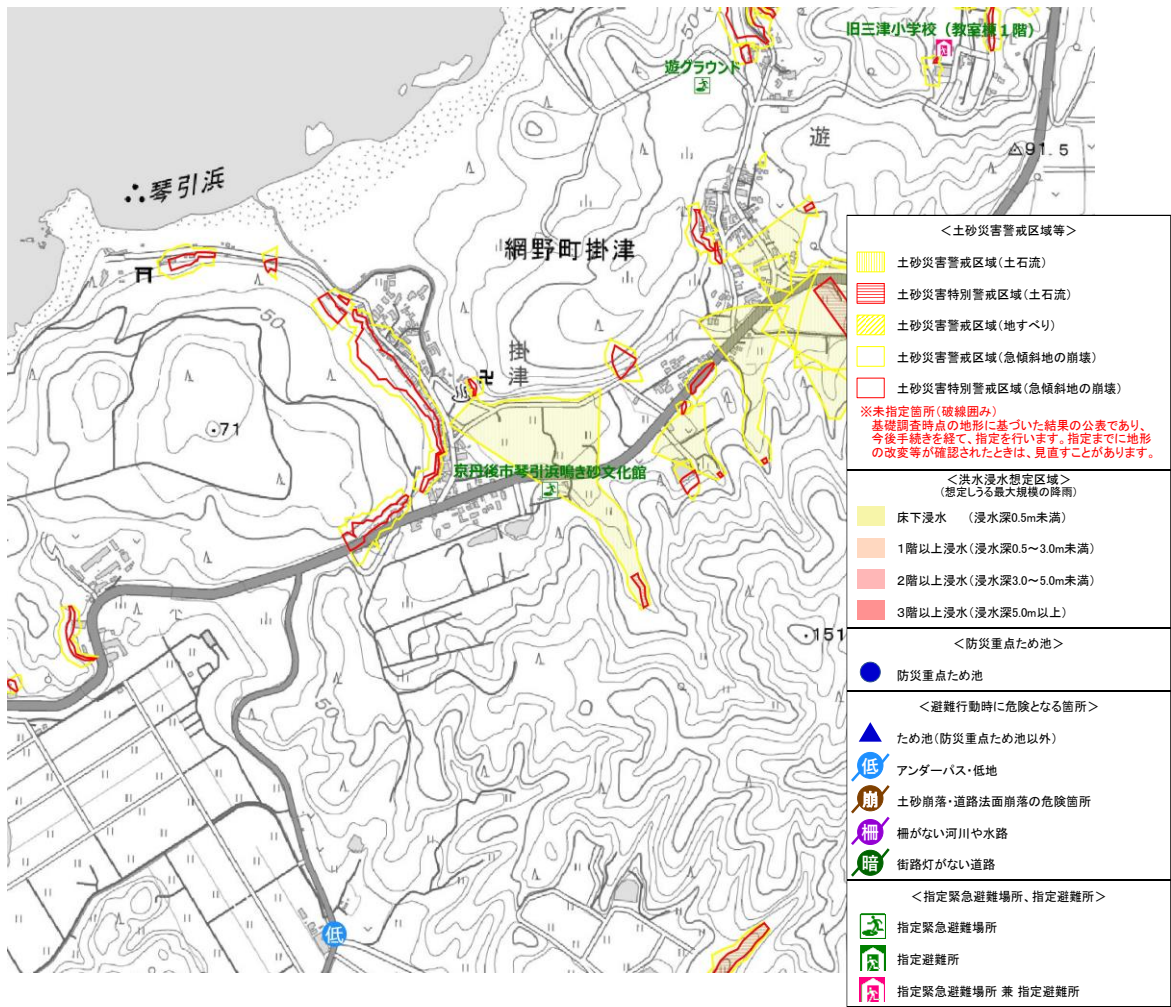 旧三津小学校（教室棟１階）
遊グラウンド
50
遊
91.5
琴引浜
網野町掛津
50
掛津
71
京丹後市琴引浜鳴き砂文化館
50
151
低
＜土砂災害警戒区域等＞
土砂災害警戒区域(土石流)
土砂災害特別警戒区域(土石流)
土砂災害警戒区域(地すべり)
土砂災害警戒区域(急傾斜地の崩壊)
土砂災害特別警戒区域(急傾斜地の崩壊)
※未指定箇所(破線囲み)
基礎調査時点の地形に基づいた結果の公表であり、
今後手続きを経て、指定を行います。指定までに地形
の改変等が確認されたときは、見直すことがあります。
＜洪水浸水想定区域＞
(想定しうる最大規模の降雨)
床下浸水　(浸水深0.5m未満)
１階以上浸水(浸水深0.5～3.0m未満)
２階以上浸水(浸水深3.0～5.0m未満)
３階以上浸水(浸水深5.0m以上)
＜防災重点ため池＞
防災重点ため池
＜避難行動時に危険となる箇所＞
ため池(防災重点ため池以外)
低 アンダーパス・低地
崩 土砂崩落・道路法面崩落の危険箇所
柵 柵がない河川や水路
暗 街路灯がない道路
＜指定緊急避難場所、指定避難所＞
指定緊急避難場所
指定避難所
指定緊急避難場所 兼 指定避難所